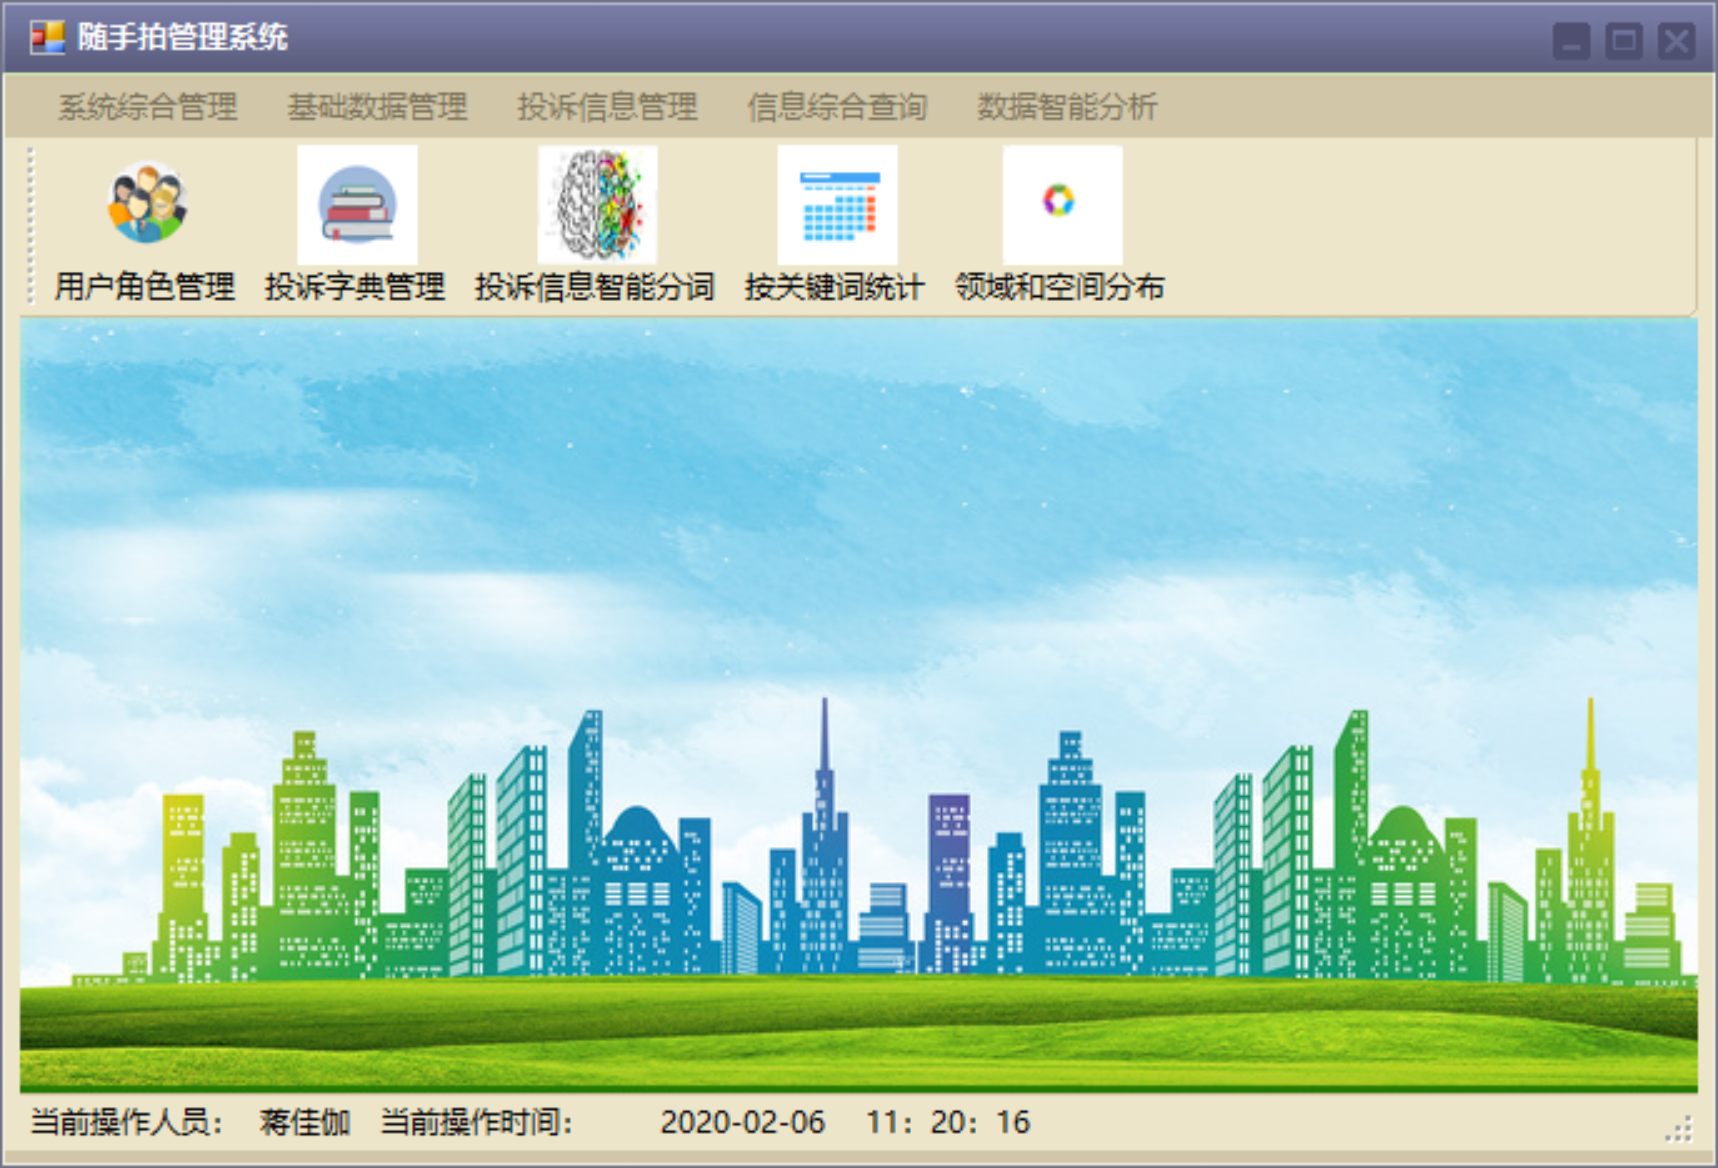 随手拍管理系统
系统综合管理 基础数据管理 投诉信息管理 信息综合查询 数据智能分析
用户角色管理 投诉字典管理 投诉信息智能分词 按关键词统计 领域和空间分布
当前操作人员： 蒋佳伽 当前操作时间： 2020-02-06 11：20：16